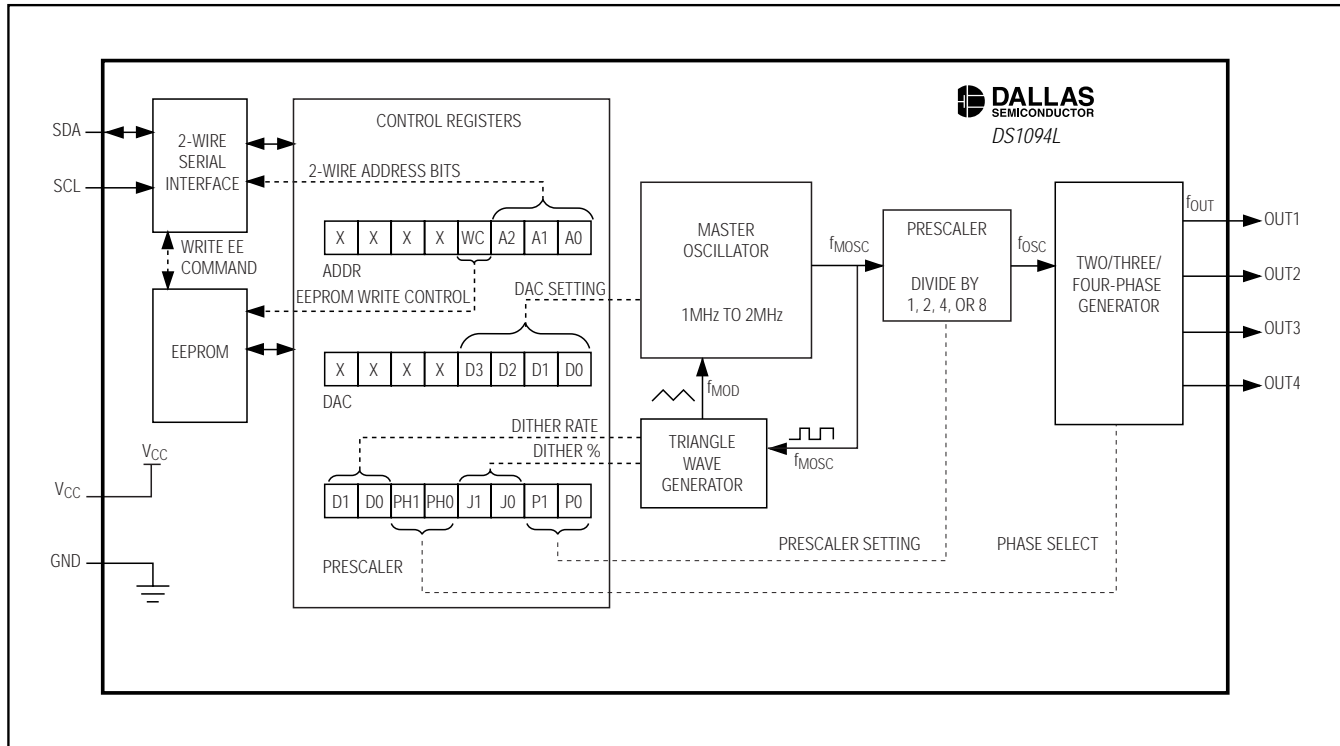 DALLAS
SEMICONDUCTOR
DS1094L
SDA
SCL
2-WIRE
SERIAL
INTERFACE
WRITE EE
COMMAND
EEPROM
VCC
VCC
GND
CONTROL REGISTERS
2-WIRE ADDRESS BITS
X X X X WC A2 A1 A0
ADDR
EEPROM WRITE CONTROL
DAC SETTING
X X X X D3 D2 D1 D0
DAC
DITHER RATE
DITHER %
D1 D0 PH1 PH0 J1 J0 P1 P0
PRESCALER
PRESCALER SETTING
PHASE SELECT
MASTER
OSCILLATOR
1MHz TO 2MHz
fMOD
TRIANGLE
WAVE
GENERATOR
fMOSC
fMOSC
PRESCALER
DIVIDE BY
1, 2, 4, OR 8
fOSC
TWO/THREE/
FOUR-PHASE
GENERATOR
fOUT
OUT1
OUT2
OUT3
OUT4